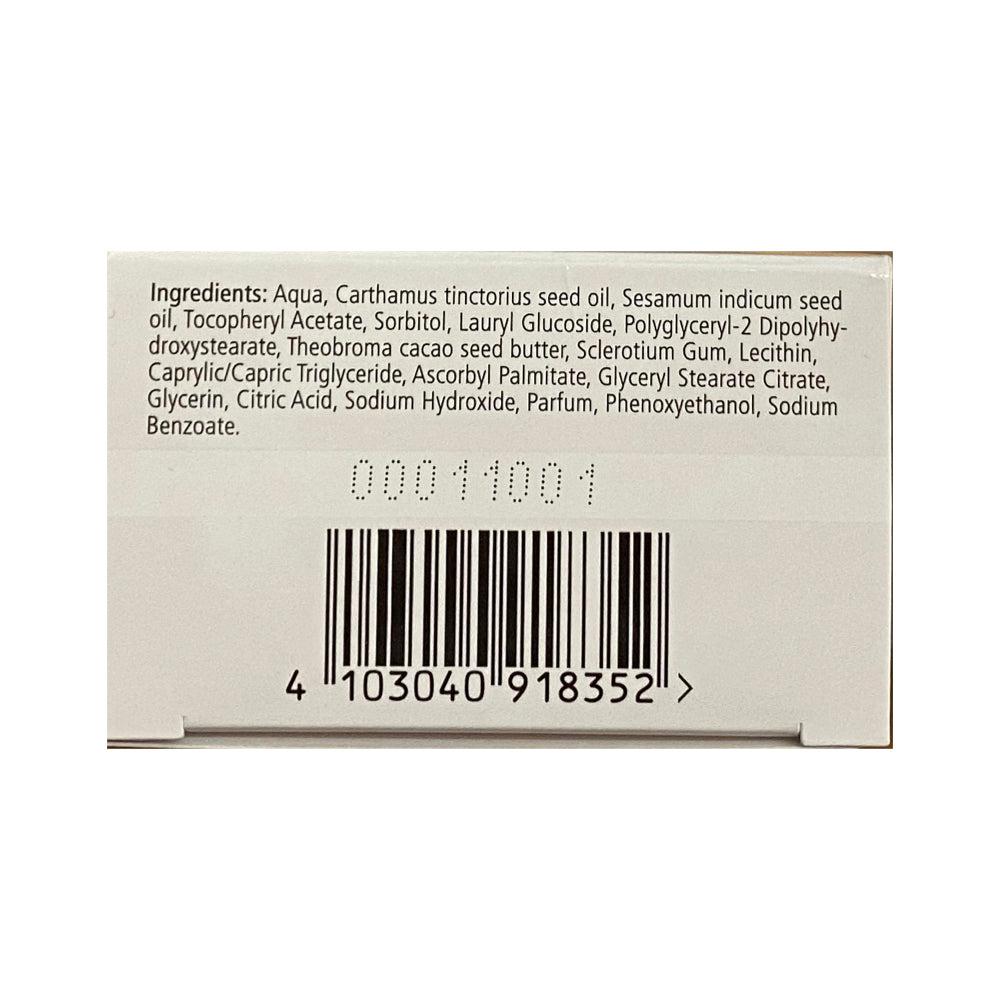 Ingredients: Aqua, Carthamus tinctorius seed oil, Sesamum indicum seed
oil, Tocopheryl Acetate, Sorbitol, Lauryl Glucoside, Polyglyceryl-2 Dipolyhy-
droxystearate, Theobroma cacao seed butter, Sclerotium Gum, Lecithin,
Caprylic/Capric Triglyceride, Ascorbyl Palmitate, Glyceryl Stearate Citrate,
Glycerin, Citric Acid, Sodium Hydroxide, Parfum, Phenoxyethanol, Sodium
Benzoate.
00011001
4 103040 918352 >